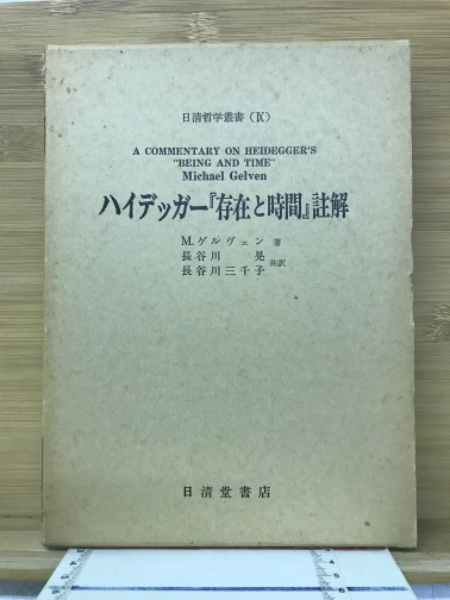 日清哲学叢書(Ⅸ)
A COMMENTARY ON HEIDEGGER'S
"BEING AND TIME"
Michael Gelven
ハイデッガー『存在と時間』註解
M.ゲルヴェン 著
長谷川 晃
長谷川三千子 共訳
日清堂書店